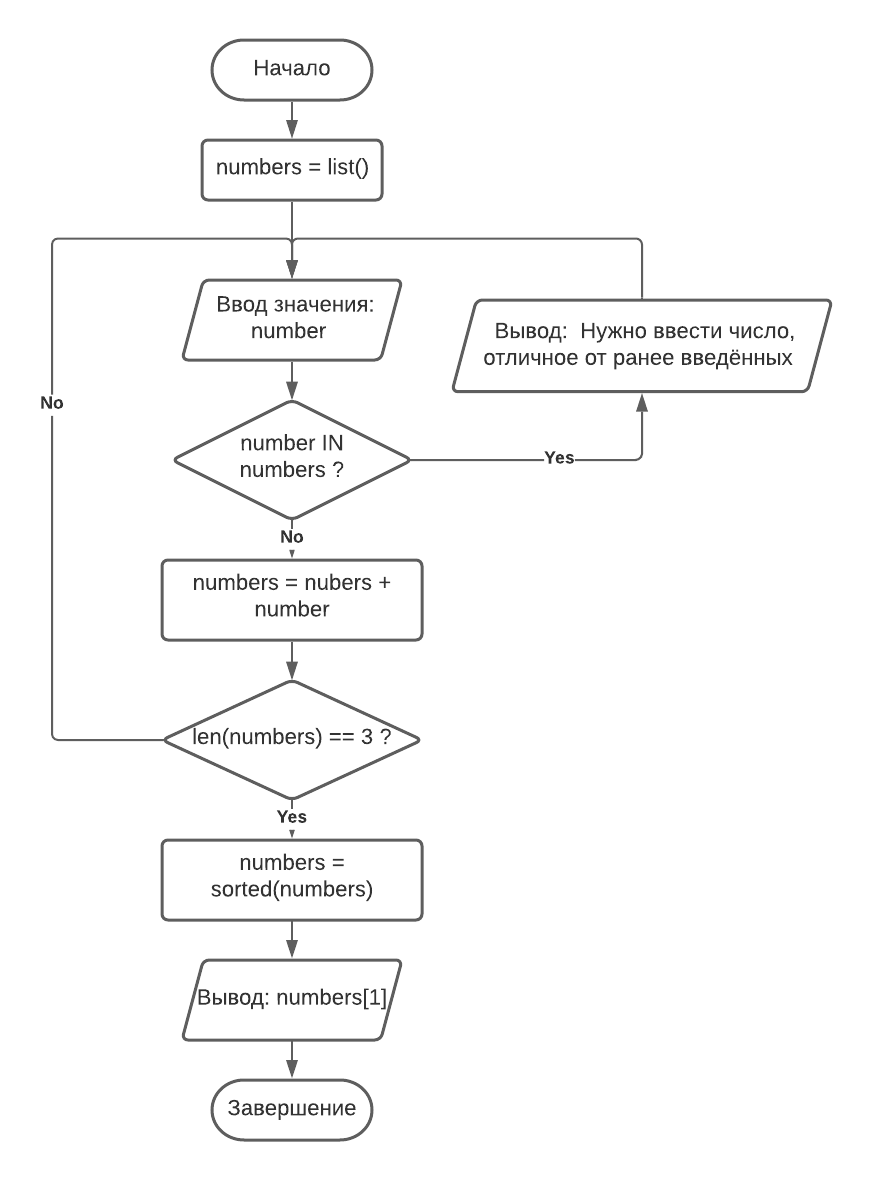 Начало
numbers = list()
Ввод значения:
number
Вывод:  Нужно ввести число,
отличное от ранее введённых
No
number IN
numbers ?
Yes
No
numbers = nubers +
number
len(numbers) == 3 ?
Yes
numbers =
sorted(numbers)
Вывод: numbers[1]
Завершение